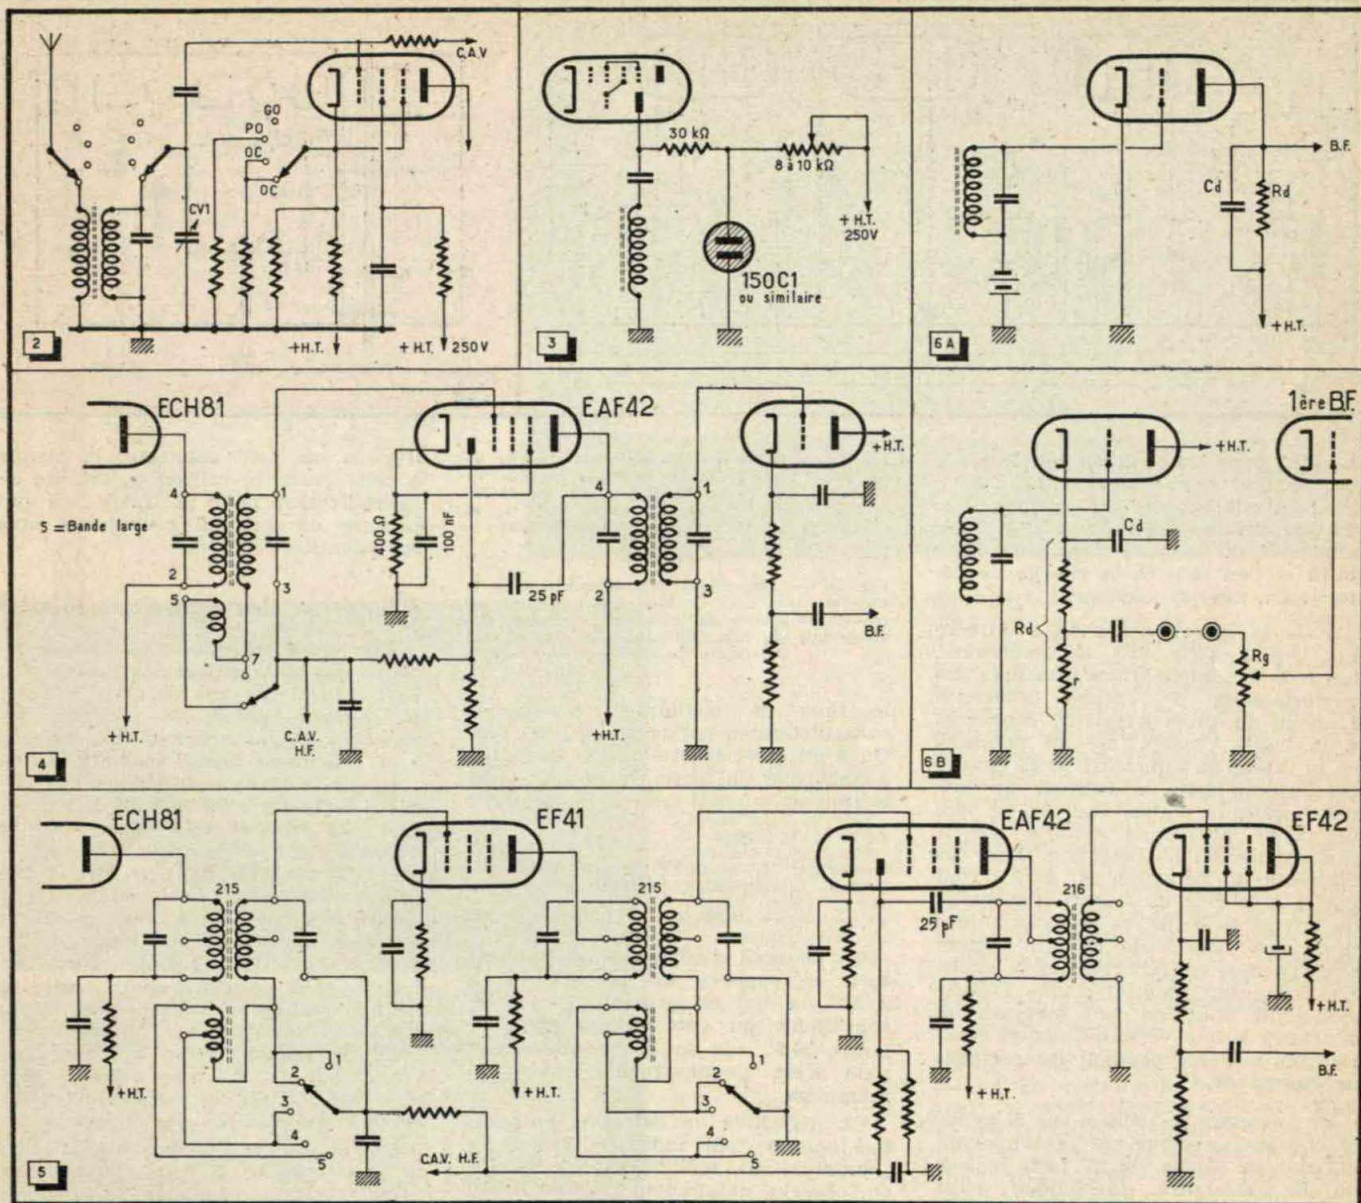 C.A.V
GO
PO
OC
OC
CV1
+H.T.
+H.T. 250V
2
30 kΩ
8 à 10 kΩ
+ H.T.
250V
150C1
ou similaire
3
B.F.
Cd
Rd
+H.T.
6A
ECH81
EAF42
+H.T.
4
1
4
1
5 = Bande large
400Ω
100 nF
2
3
25 pF
2
3
5
B.F.
7
+H.T.
C.A.V.
H.F.
+H.T.
4
1ère B.F.
+H.T.
Cd
Rd
r
Rg
6B
ECH81
EF41
EAF42
EF42
215
215
216
25 pF
+H.T.
1
1
2
2
+H.T.
+H.T.
+H.T.
3
3
B.F.
4
4
5
5
C.A.V. H.F.
5